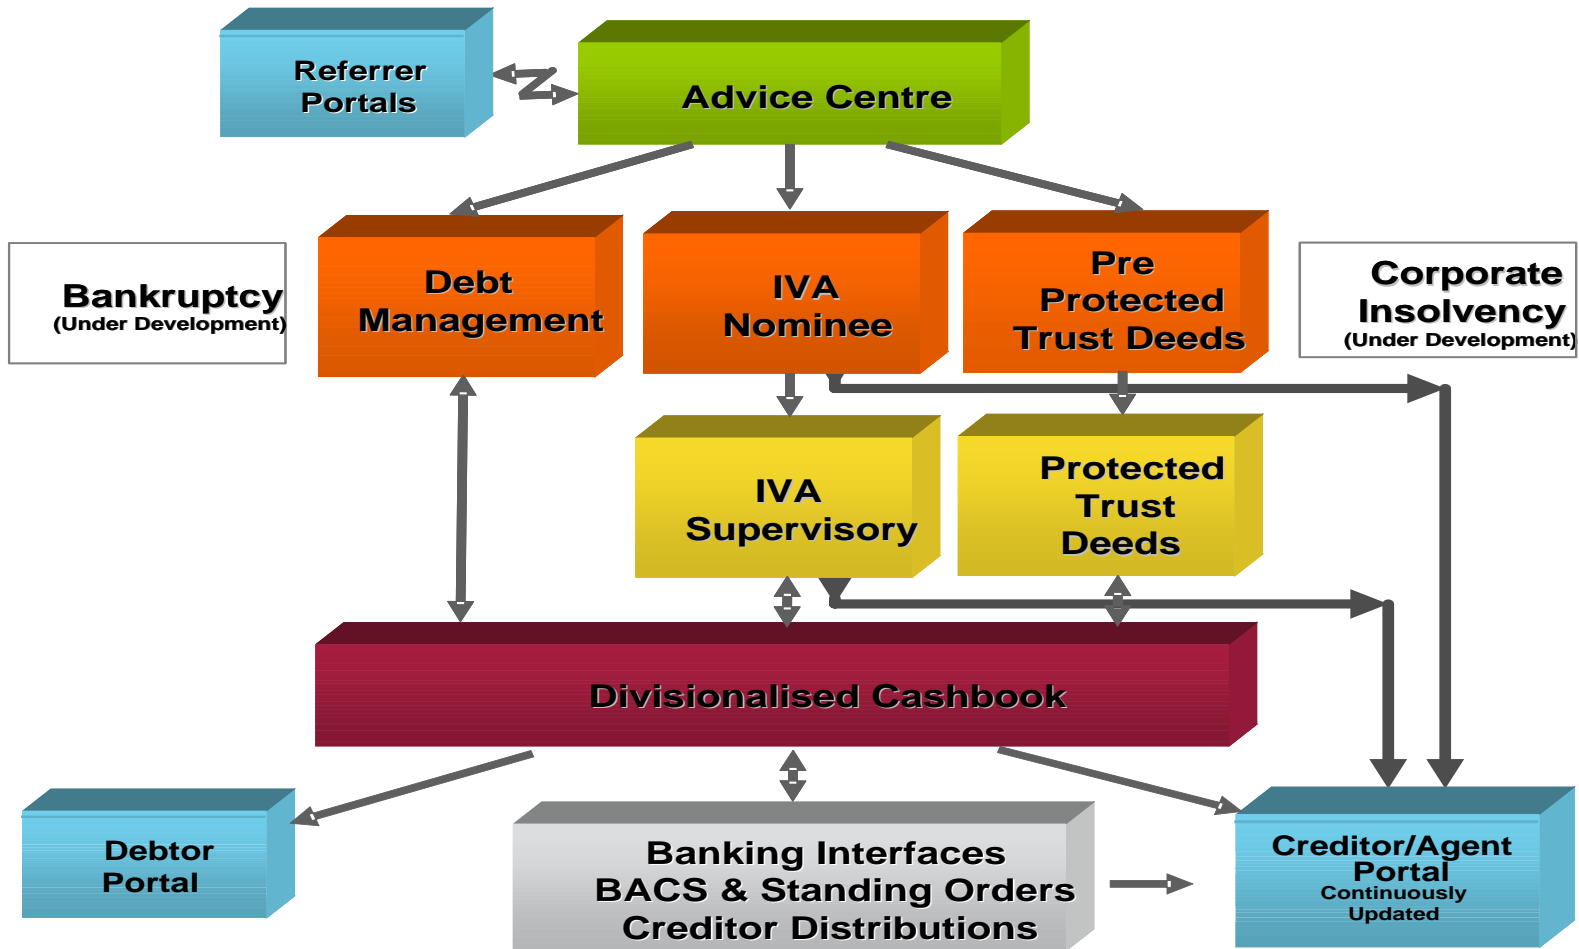 Referrer
Portals
Advice Centre
Bankruptcy
(Under Development)
Debt
Management
IVA
Nominee
Pre
Protected
Trust Deeds
Corporate
Insolvency
(Under Development)
IVA
Supervisory
Protected
Trust
Deeds
Divisionalised Cashbook
Debtor
Portal
Banking Interfaces
BACS & Standing Orders
Creditor Distributions
Creditor/Agent
Portal
Continuously
Updated